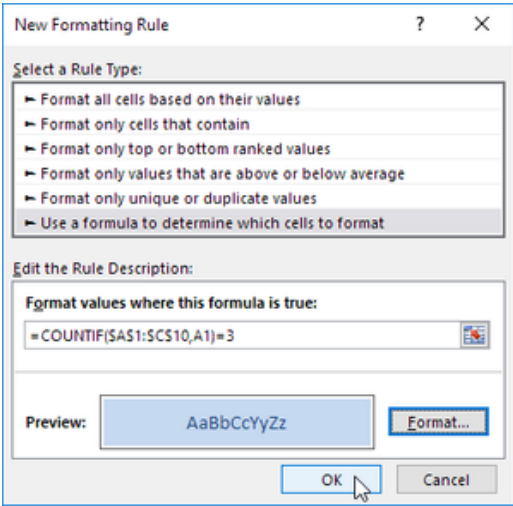 New Formatting Rule ?
Select a Rule Type:
► Format all cells based on their values
► Format only cells that contain
► Format only top or bottom ranked values
► Format only values that are above or below average
► Format only unique or duplicate values
► Use a formula to determine which cells to format
Edit the Rule Description:
Format values where this formula is true:
=COUNTIF($A$1:$C$10,A1)=3
Preview: AaBbCcYyZz Format...
OK Cancel